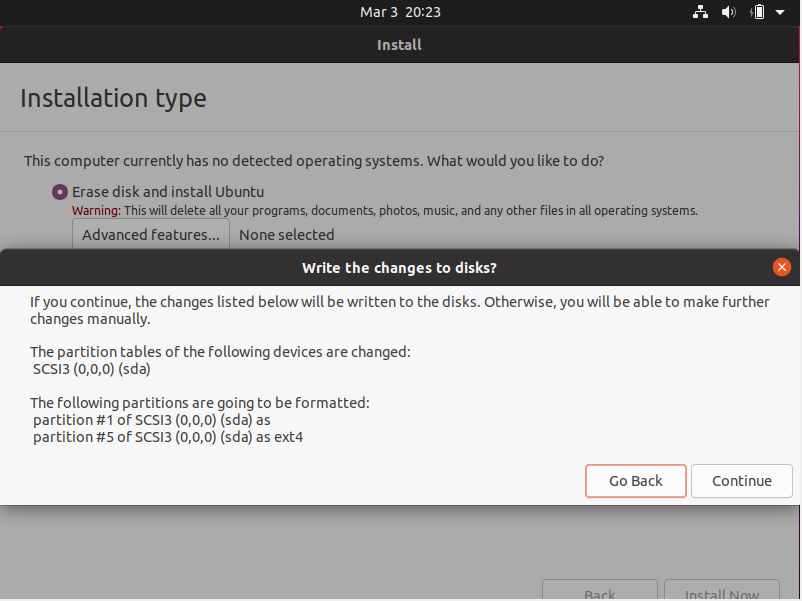 Mar 3 20:23
Install
Installation type
This computer currently has no detected operating systems. What would you like to do?
Erase disk and install Ubuntu
Warning: This will delete all your programs, documents, photos, music, and any other files in all operating systems.
Advanced features... None selected
Write the changes to disks?
If you continue, the changes listed below will be written to the disks. Otherwise, you will be able to make further
changes manually.
The partition tables of the following devices are changed:
SCSI3 (0,0,0) (sda)
The following partitions are going to be formatted:
partition #1 of SCSI3 (0,0,0) (sda) as
partition #5 of SCSI3 (0,0,0) (sda) as ext4
Go Back Continue
Back Install Now